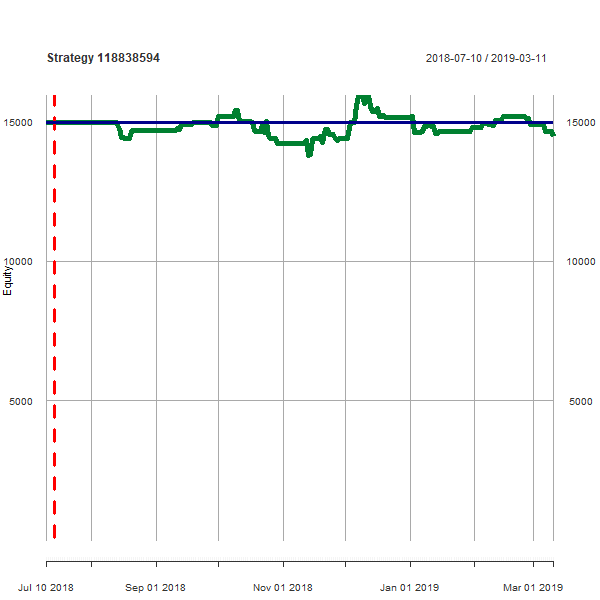 Strategy 118838594 2018-07-10 / 2019-03-11
15000 15000
10000 10000
Equity
5000 5000
Jul 10 2018 Sep 01 2018 Nov 01 2018 Jan 01 2019 Mar 01 2019